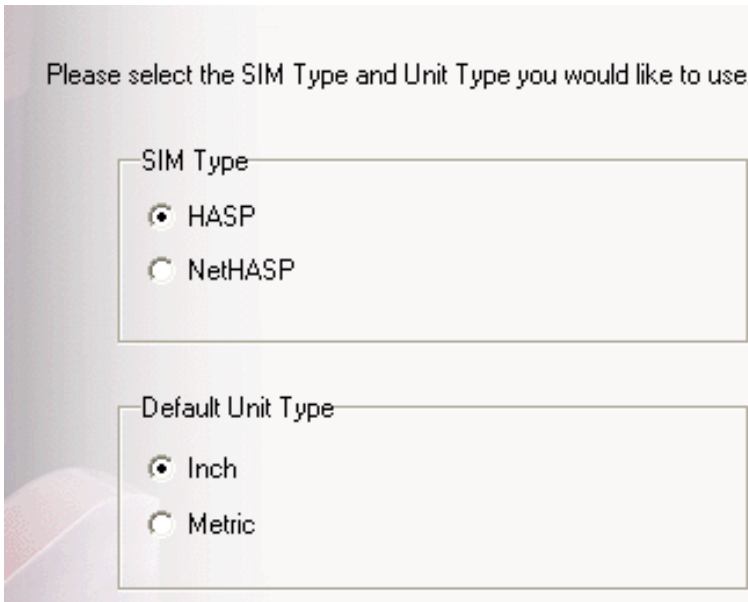 Please select the SIM Type and Unit Type you would like to use
SIM Type
HASP
NetHASP
Default Unit Type
Inch
Metric